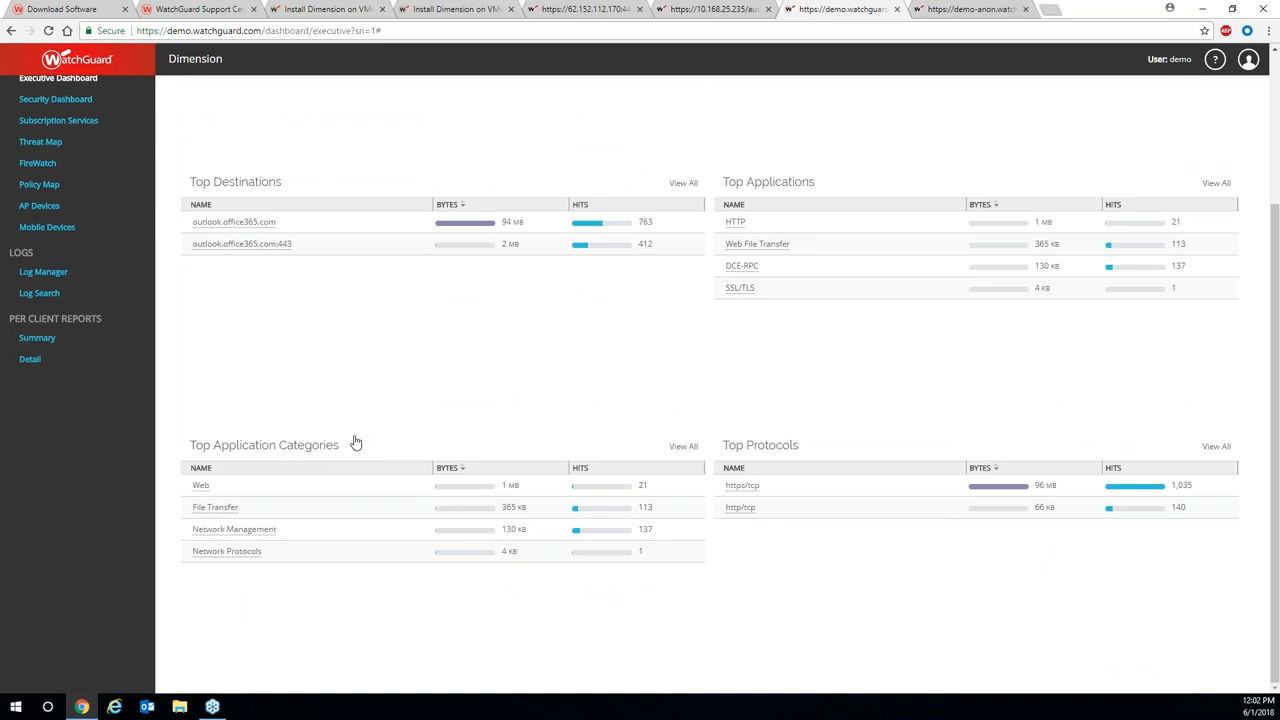 Download Software
WatchGuard Support Ce
Install Dimension on VM
Install Dimension on VM
https://62.152.112.170:4
https://10.168.25.235/au
https://demo.watchguard.
https://demo-anon.watch
Secure
https://demo.watchguard.com/dashboard/executive?sn=1#
ABP
WatchGuard
Dimension
User: demo
?
Executive Dashboard
Security Dashboard
Subscription Services
Threat Map
FireWatch
Policy Map
AP Devices
Mobile Devices
LOGS
Log Manager
Log Search
PER CLIENT REPORTS
Summary
Detail
Top Destinations
View All
NAME BYTES HITS
outlook.office365.com 94 MB 763
outlook.office365.com:443 2 MB 412
Top Applications
View All
NAME BYTES HITS
HTTP 1 MB 21
Web File Transfer 365 KB 113
DCE-RPC 130 KB 137
SSL/TLS 4 KB 1
Top Application Categories
View All
NAME BYTES HITS
Web 1 MB 21
File Transfer 365 KB 113
Network Management 130 KB 137
Network Protocols 4 KB 1
Top Protocols
View All
NAME BYTES HITS
https/tcp 96 MB 1,035
http/tcp 66 KB 140
12:02 PM
6/1/2018